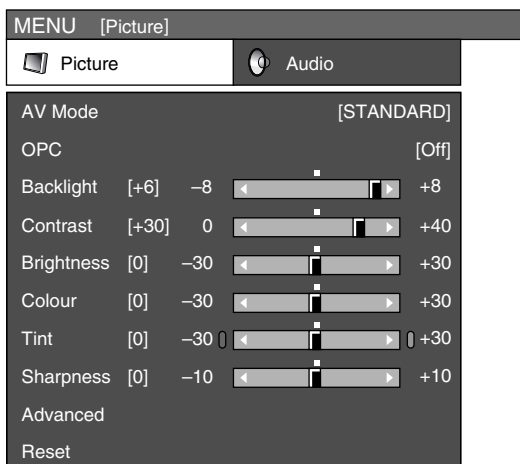 MENU [Picture]
Picture Audio
AV Mode [STANDARD]
OPC [Off]
Backlight [+6] –8 +8
Contrast [+30] 0 +40
Brightness [0] –30 +30
Colour [0] –30 +30
Tint [0] –30 +30
Sharpness [0] –10 +10
Advanced
Reset